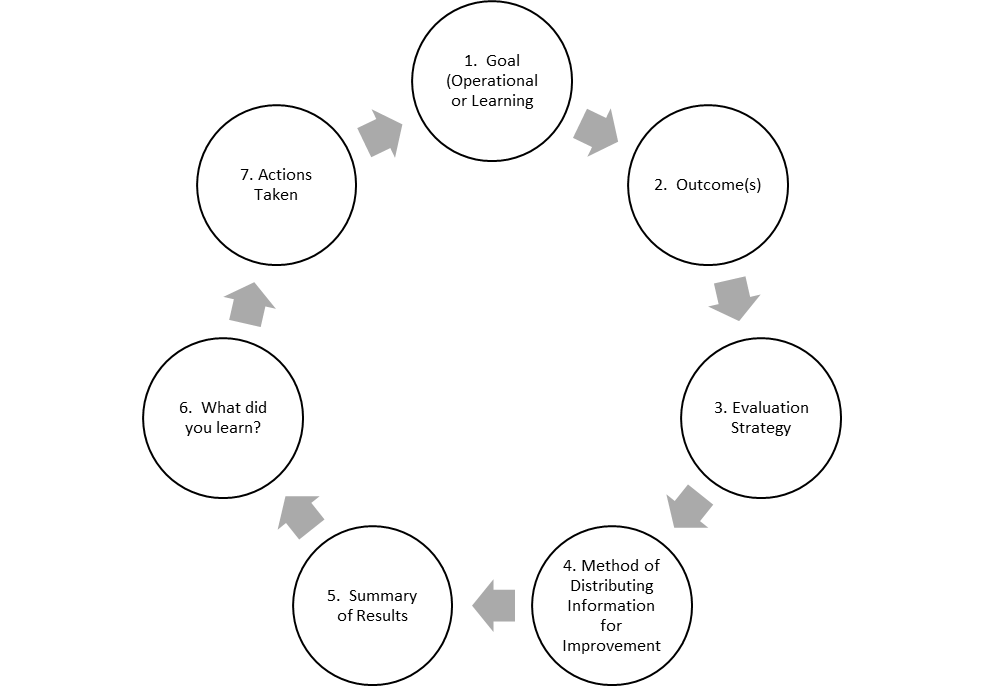 1. Goal
(Operational
or Learning
2. Outcome(s)
3. Evaluation
Strategy
4. Method of
Distributing
Information
for
Improvement
5. Summary
of Results
6. What did
you learn?
7. Actions
Taken